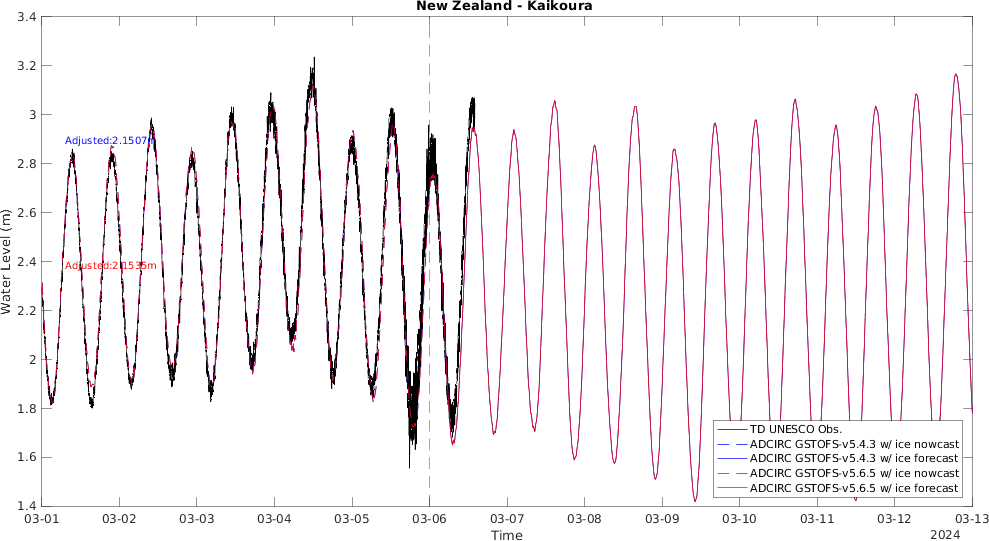 New Zealand - Kaikoura
3.4
3.2
3
2.8
2.6
2.4
2.2
2
1.8
1.6
1.4
Water Level (m)
Adjusted:2.1507m
Adjusted:2.1535m
TD UNESCO Obs.
ADCIRC GSTOFS-v5.4.3 w/ ice nowcast
ADCIRC GSTOFS-v5.4.3 w/ ice forecast
ADCIRC GSTOFS-v5.6.5 w/ ice nowcast
ADCIRC GSTOFS-v5.6.5 w/ ice forecast
03-01 03-02 03-03 03-04 03-05 03-06 03-07 03-08 03-09 03-10 03-11 03-12 03-13
Time
2024